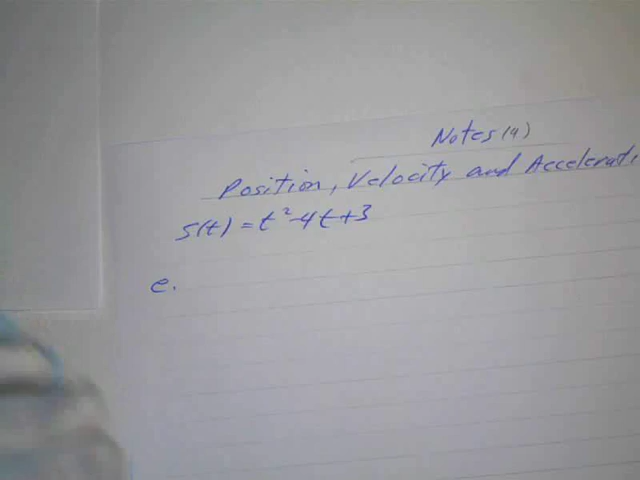 Notes (4)
Position, Velocity and Accelerati
s(t) = t² - 4t + 3
e.